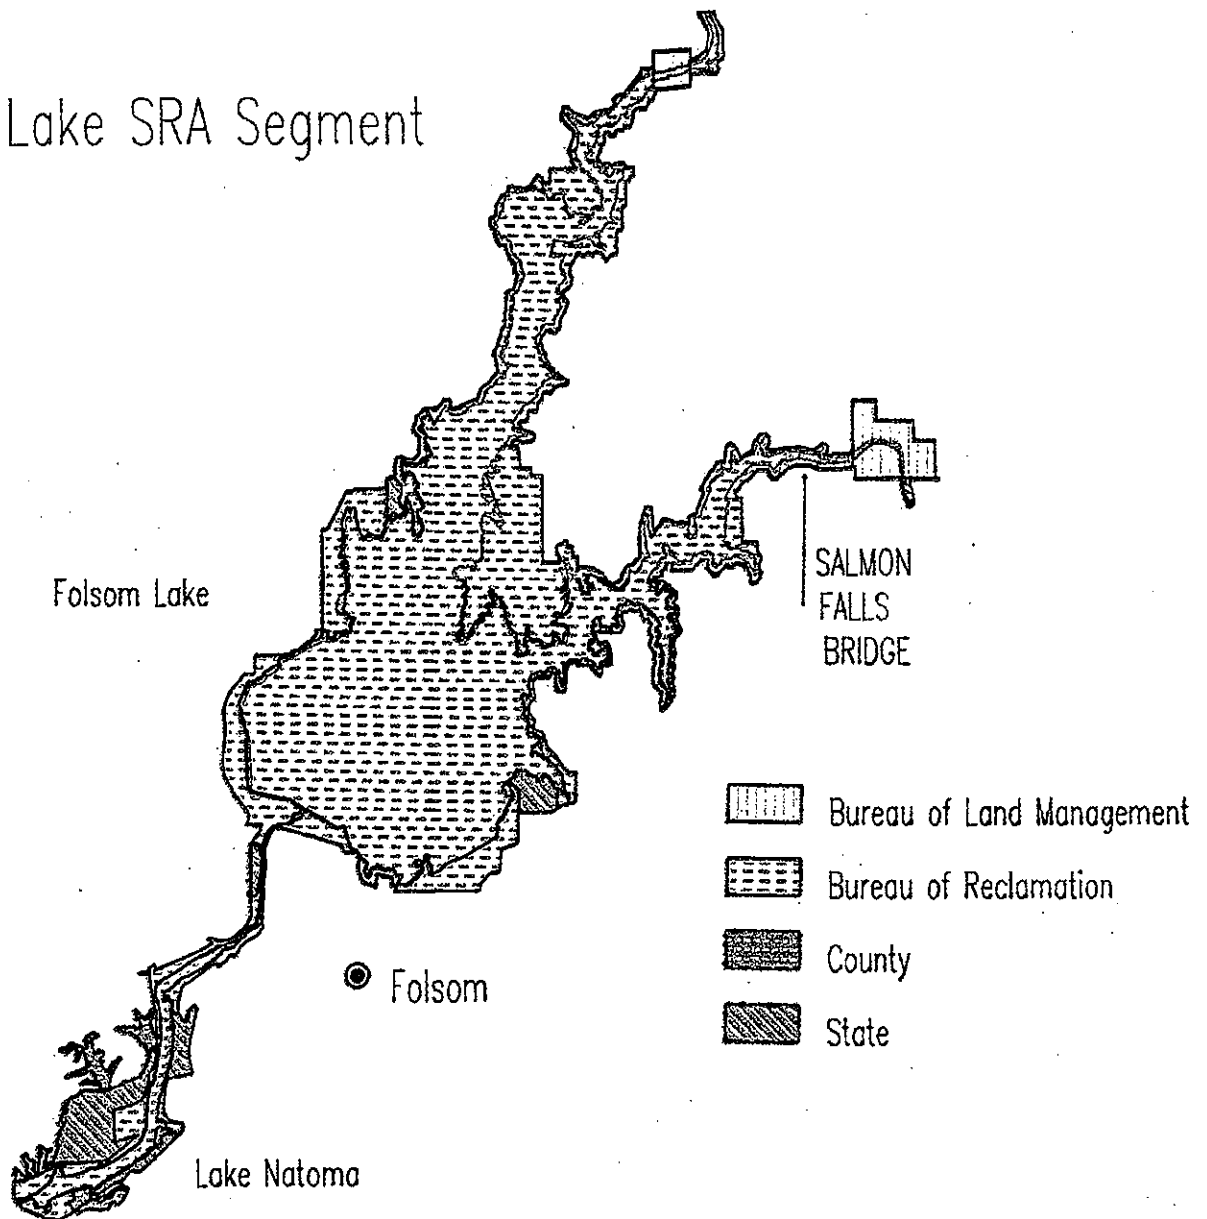 Lake SRA Segment
Folsom Lake
SALMON
FALLS
BRIDGE
Bureau of Land Management
Bureau of Reclamation
County
State
Folsom
Lake Natoma